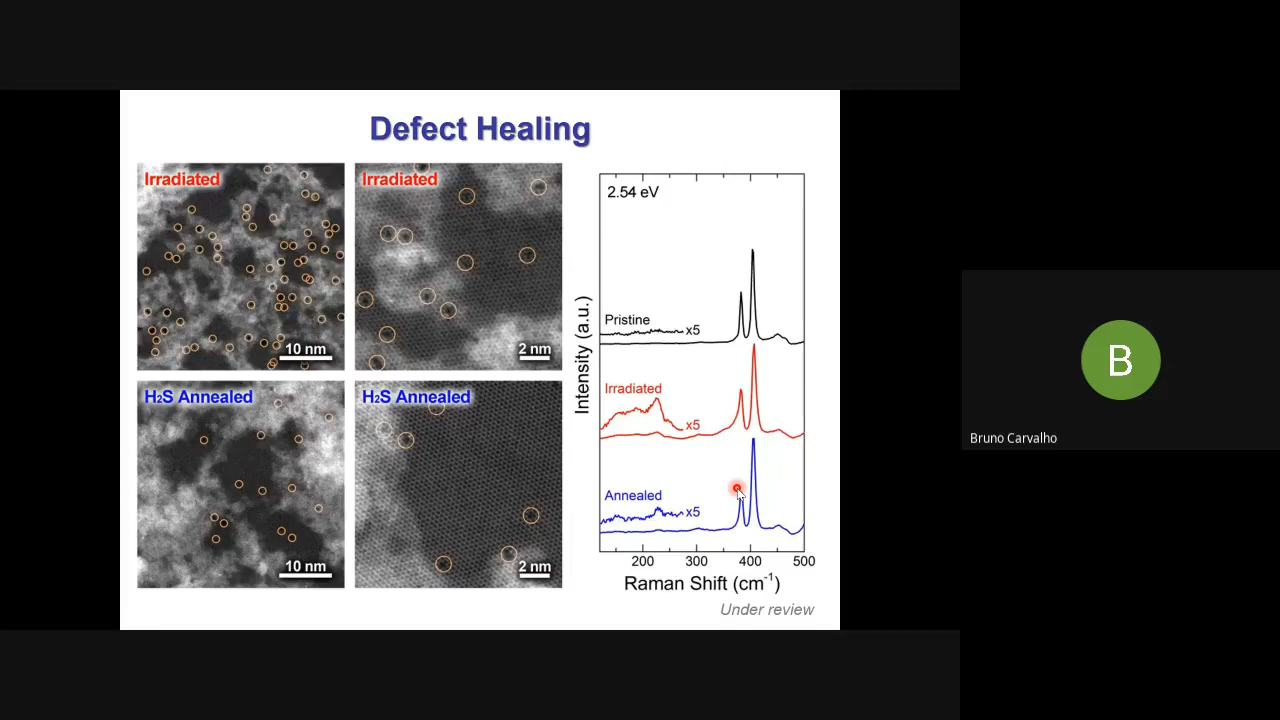 Defect Healing
Irradiated
10 nm
Irradiated
2 nm
H2S Annealed
10 nm
H2S Annealed
2 nm
2.54 eV
Pristine
x5
Irradiated
x5
Annealed
x5
Intensity (a.u.)
200 300 400 500
Raman Shift (cm-1)
Under review
B
Bruno Carvalho